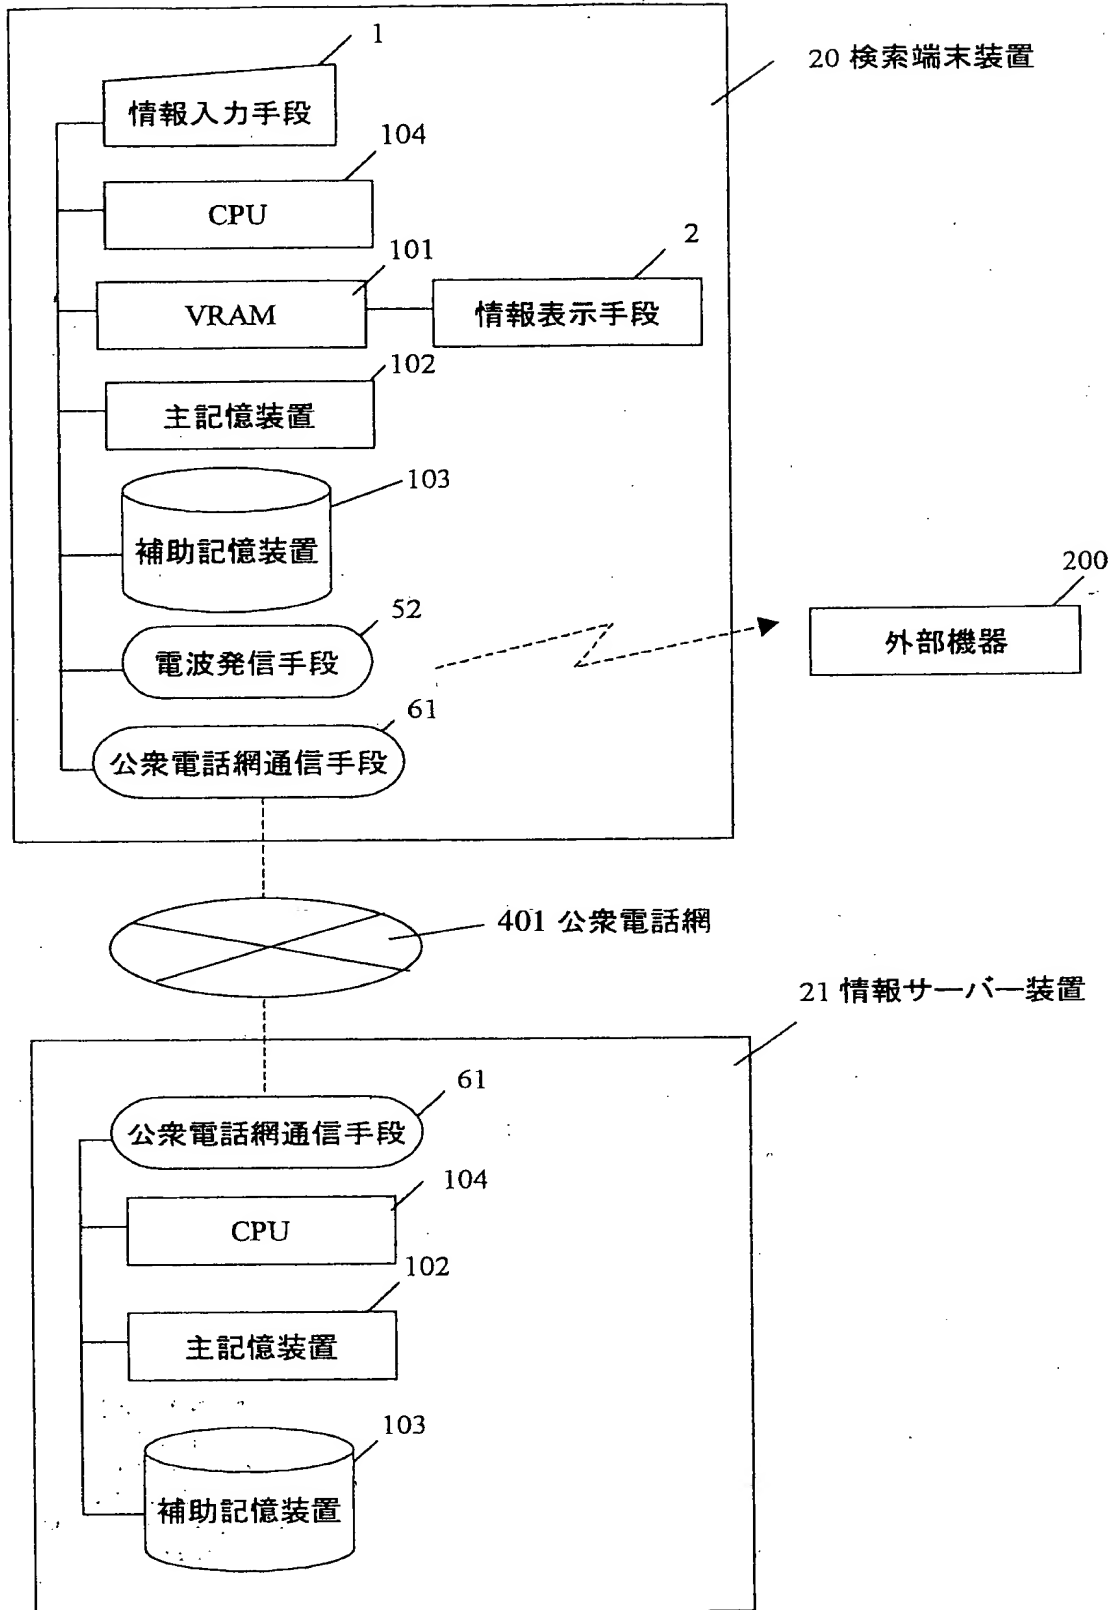 1
20 検索端末装置
情報入力手段
104
CPU
101
2
VRAM
情報表示手段
102
主記憶装置
103
補助記憶装置
200
52
外部機器
電波発信手段
61
公衆電話網通信手段
401 公衆電話網
21 情報サーバー装置
61
公衆電話網通信手段
104
CPU
102
主記憶装置
103
補助記憶装置